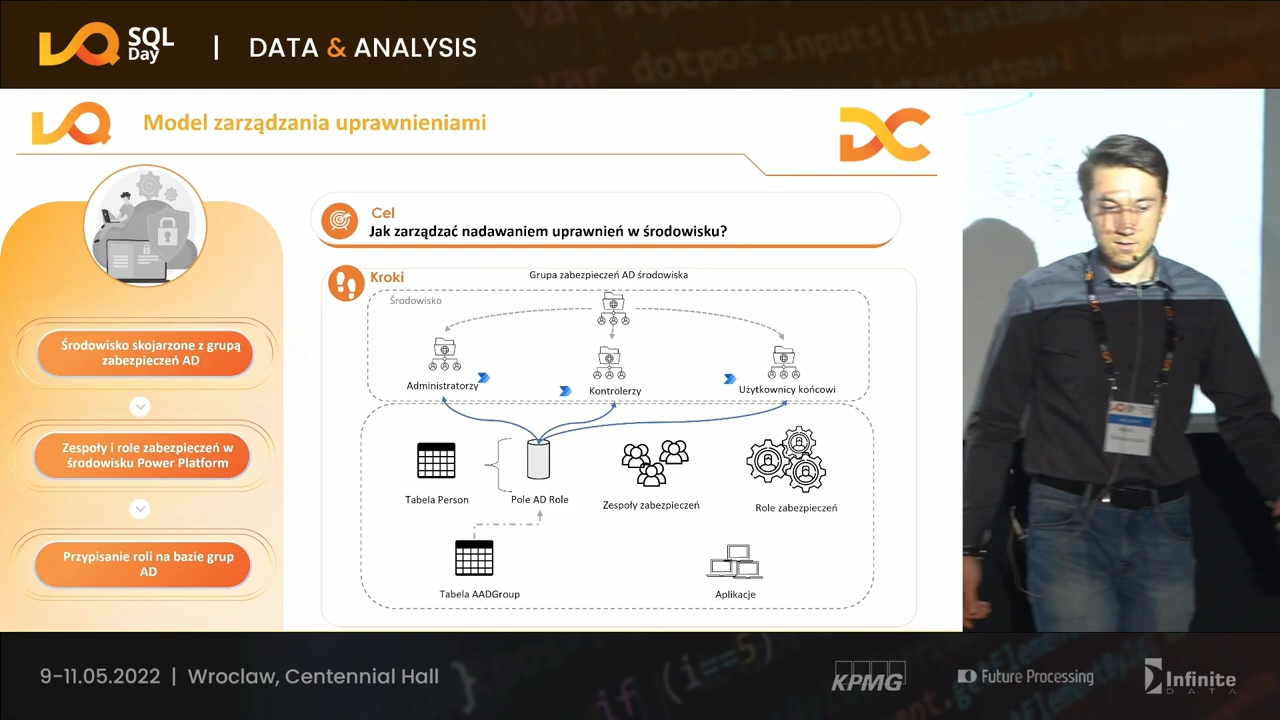 SQL
Day
| DATA & ANALYSIS
Model zarządzania uprawnieniami
DC
Cel
Jak zarządzać nadawaniem uprawnień w środowisku?
Kroki
Grupa zabezpieczeń AD środowiska
Środowisko
Administratorzy
Kontrolerzy
Użytkownicy końcowi
Tabela Person
Pole AD Role
Zespoły zabezpieczeń
Role zabezpieczeń
Tabela AADGroup
Aplikacje
Środowisko skojarzone z grupą
zabezpieczeń AD
Zespoły i role zabezpieczeń w
środowisku Power Platform
Przypisanie roli na bazie grup
AD
9-11.05.2022 | Wroclaw, Centennial Hall
KPMG
Future Processing
Infinite
DATA